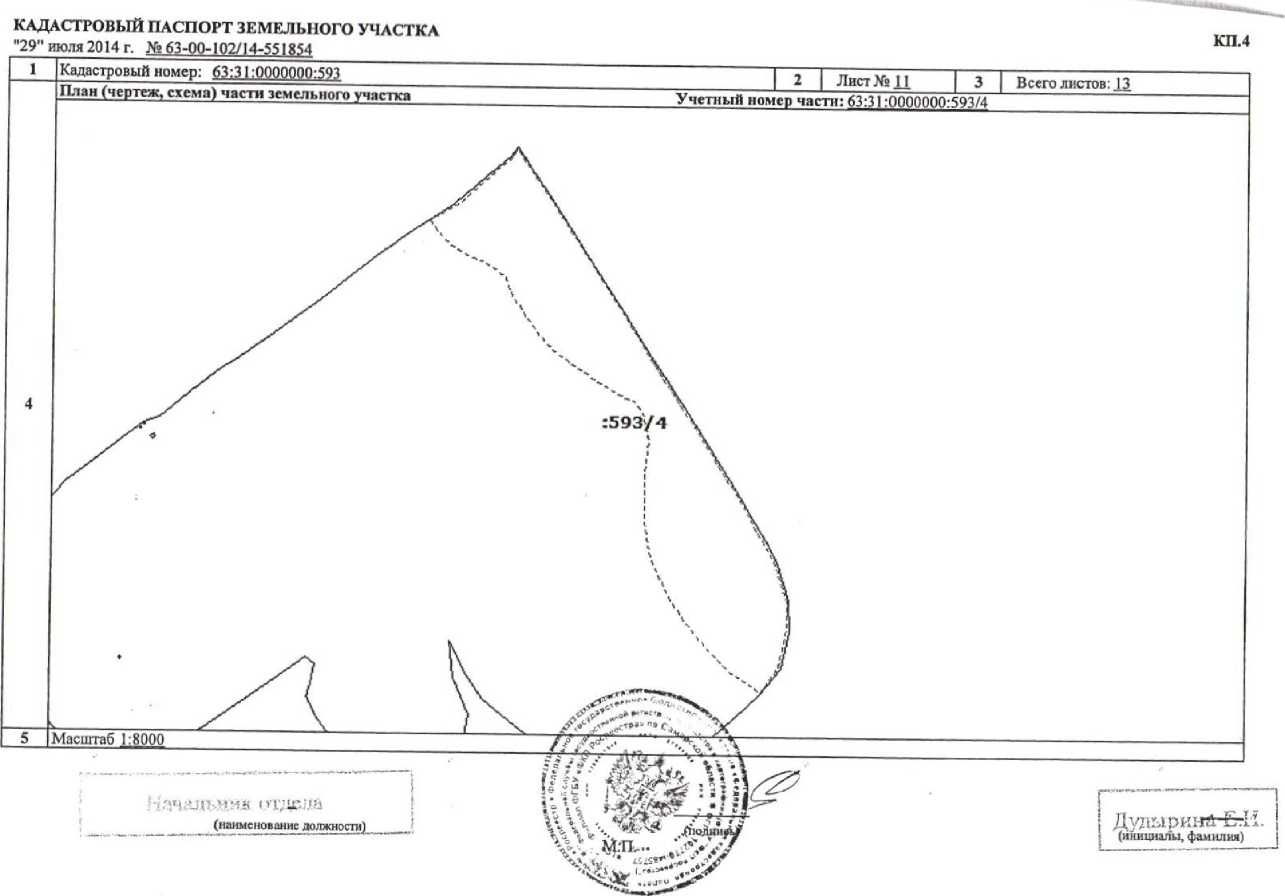 КАДАСТРОВЫЙ ПАСПОРТ ЗЕМЕЛЬНОГО УЧАСТКА
"29" июля 2014 г. № 63-00-102/14-551854
КП.4
1 Кадастровый номер: 63:31:0000000:593 2 Лист № 11 3 Всего листов: 13
План (чертеж, схема) части земельного участка Учетный номер части: 63:31:0000000:593/4
4
:593/4
5 Масштаб 1:8000
Начальник отдела
(наименование должности)
М.П.
(подпись)
Дудырина Е.Н.
(инициалы, фамилия)